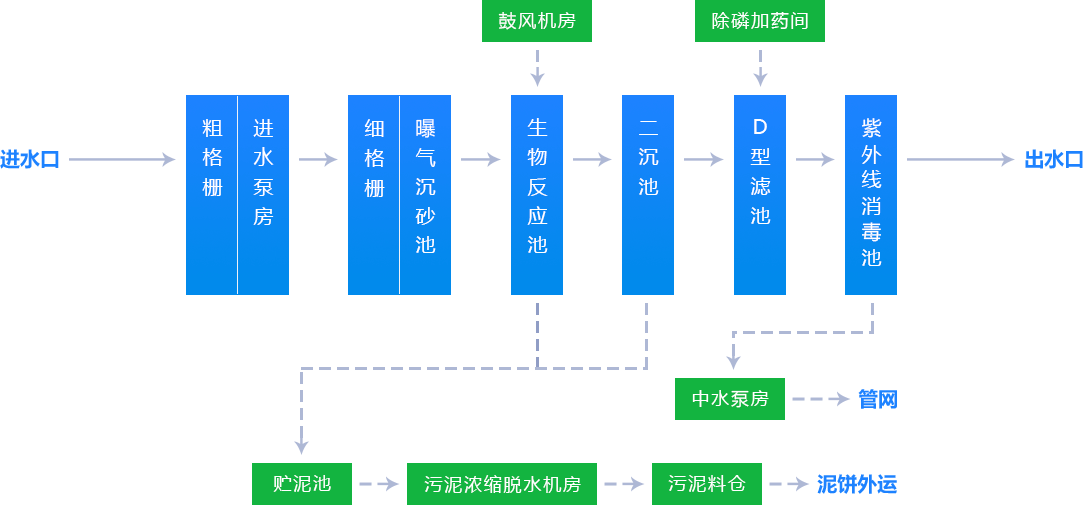 鼓风机房
除磷加药间
进水口
粗格栅
进水泵房
细格栅
曝气沉砂池
生物反应池
二沉池
D型滤池
紫外线消毒池
出水口
中水泵房
管网
贮泥池
污泥浓缩脱水机房
污泥料仓
泥饼外运